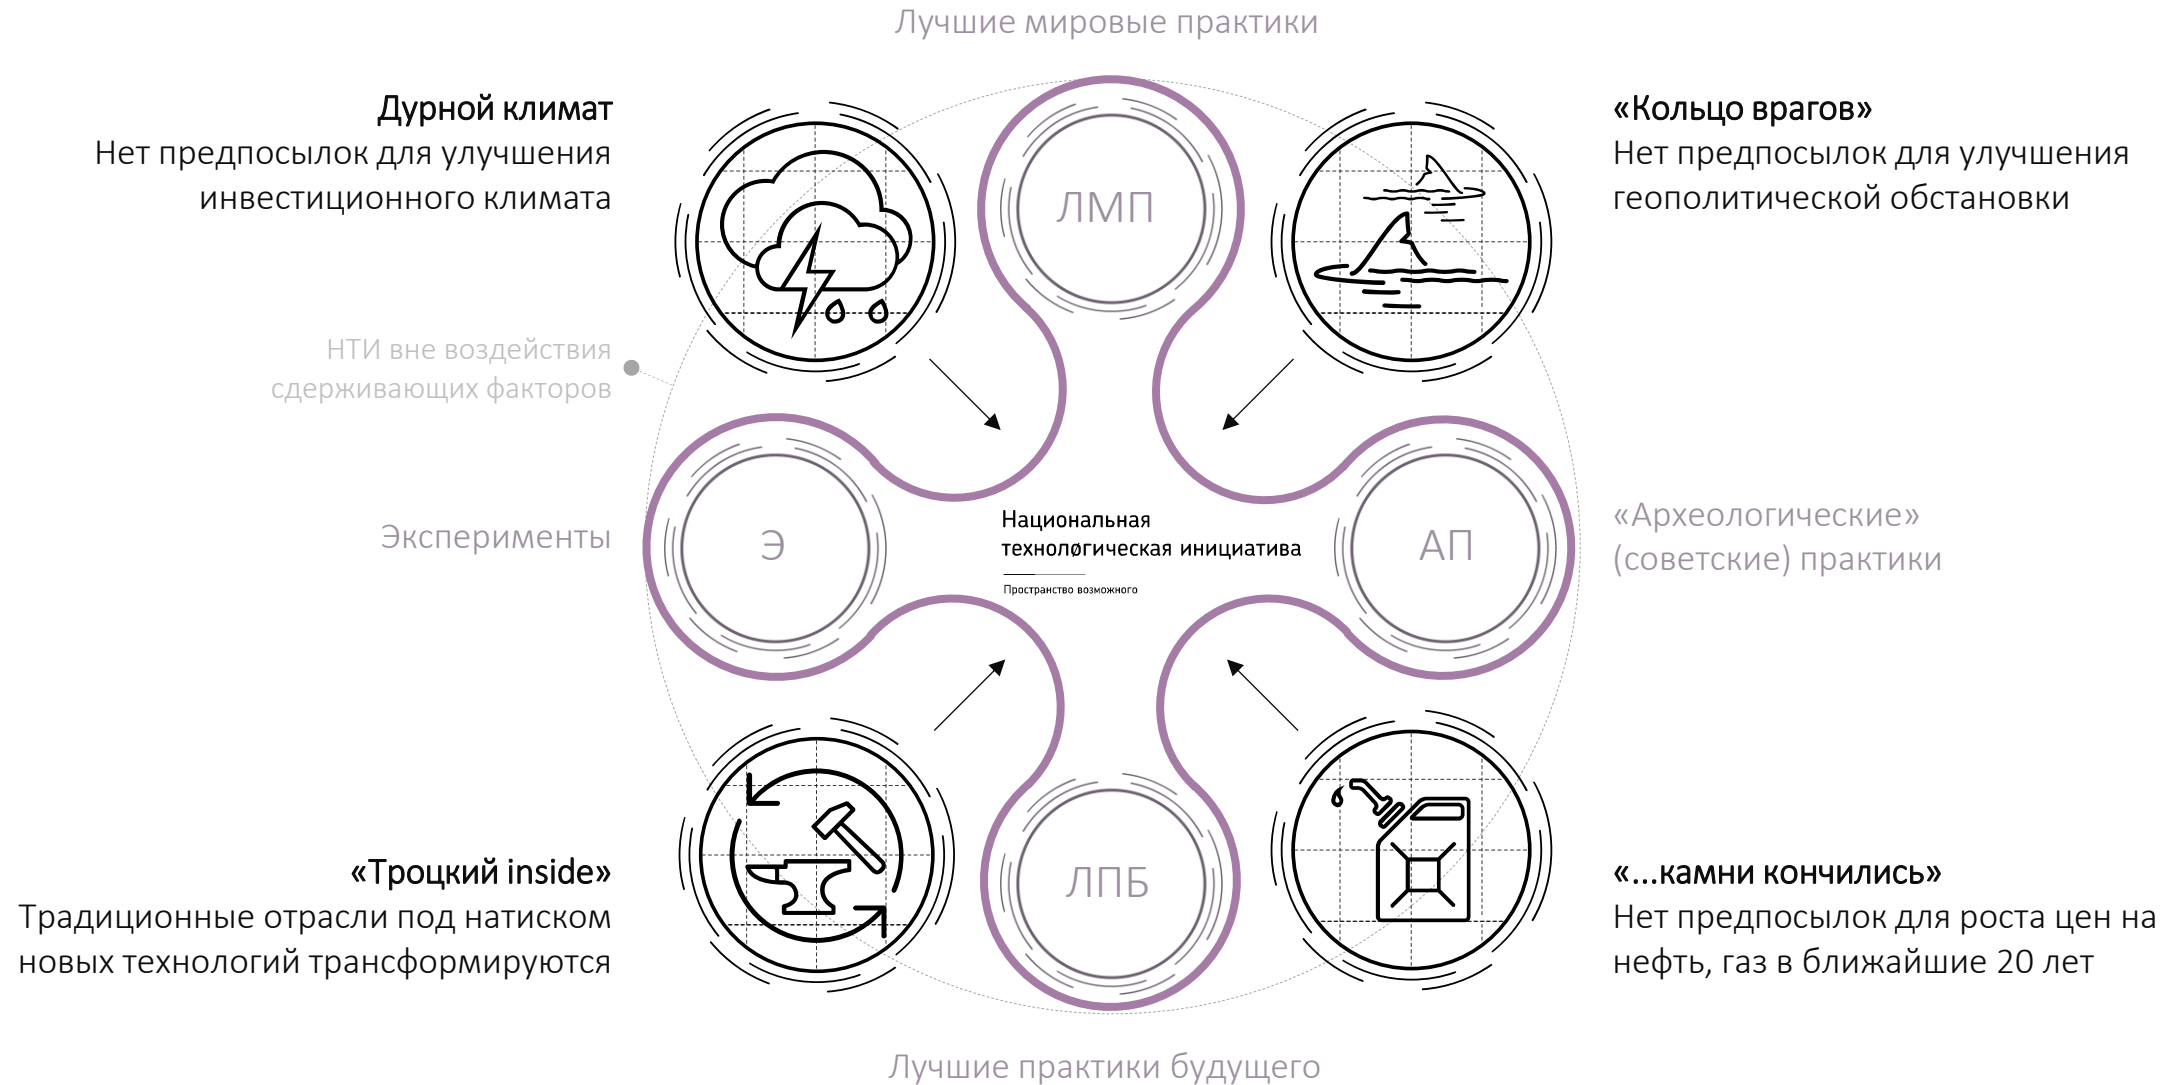 Лучшие мировые практики
Дурной климат
Нет предпосылок для улучшения
инвестиционного климата
«Кольцо врагов»
Нет предпосылок для улучшения
геополитической обстановки
ЛМП
НТИ вне воздействия
сдерживающих факторов
Эксперименты
Э
Национальная
технолøгическая инициатива
Пространство возможного
АП
«Археологические»
(советские) практики
«Троцкий inside»
Традиционные отрасли под натиском
новых технологий трансформируются
ЛПБ
«...камни кончились»
Нет предпосылок для роста цен на
нефть, газ в ближайшие 20 лет
Лучшие практики будущего